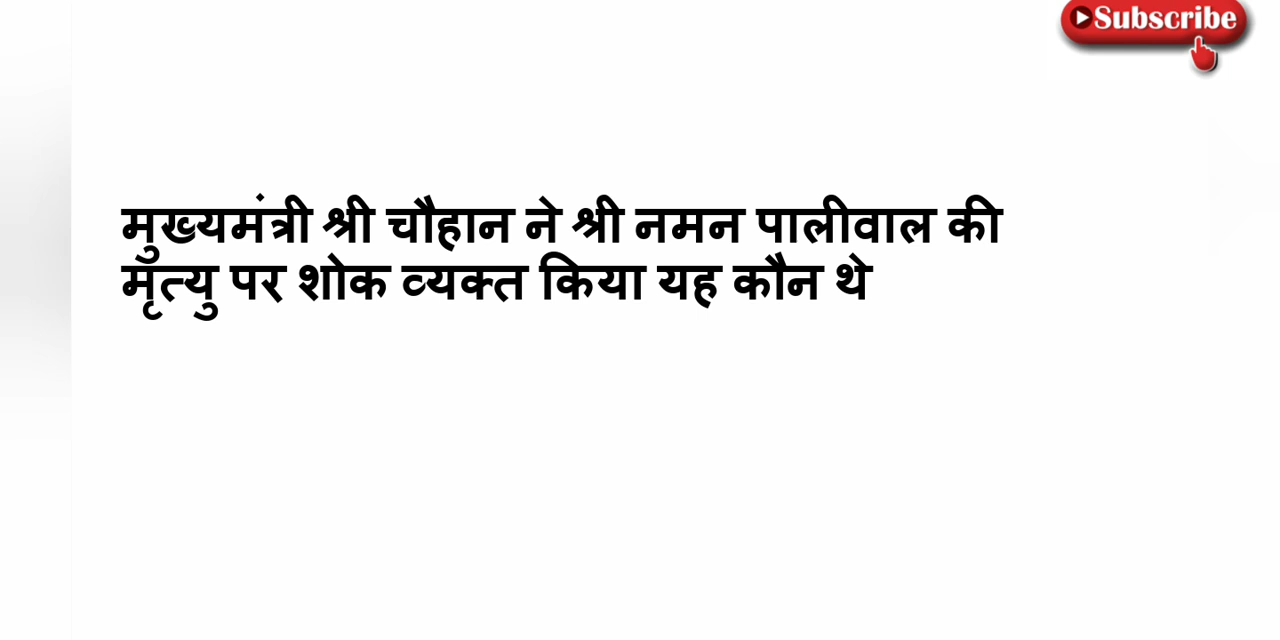 Subscribe
मुख्यमंत्री श्री चौहान ने श्री नमन पालीवाल की
मृत्यु पर शोक व्यक्त किया यह कौन थे